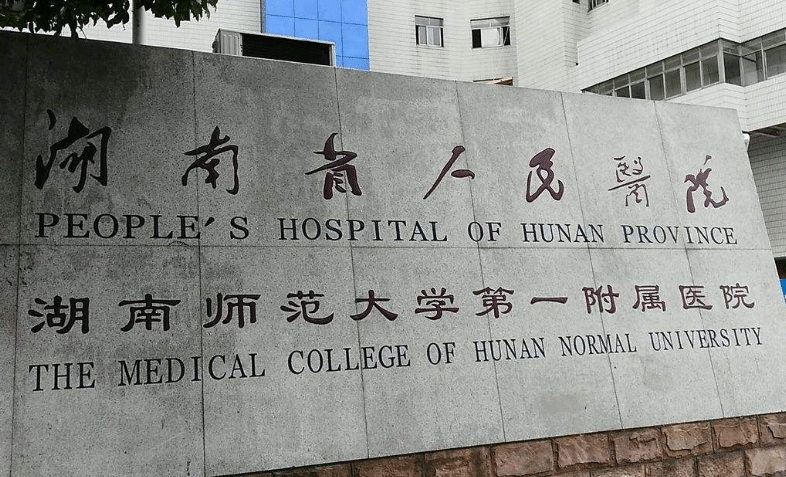 湖南省人民醫院
PEOPLE'S HOSPITAL OF HUNAN PROVINCE
湖南师范大学第一附属医院
THE MEDICAL COLLEGE OF HUNAN NORMAL UNIVERSITY